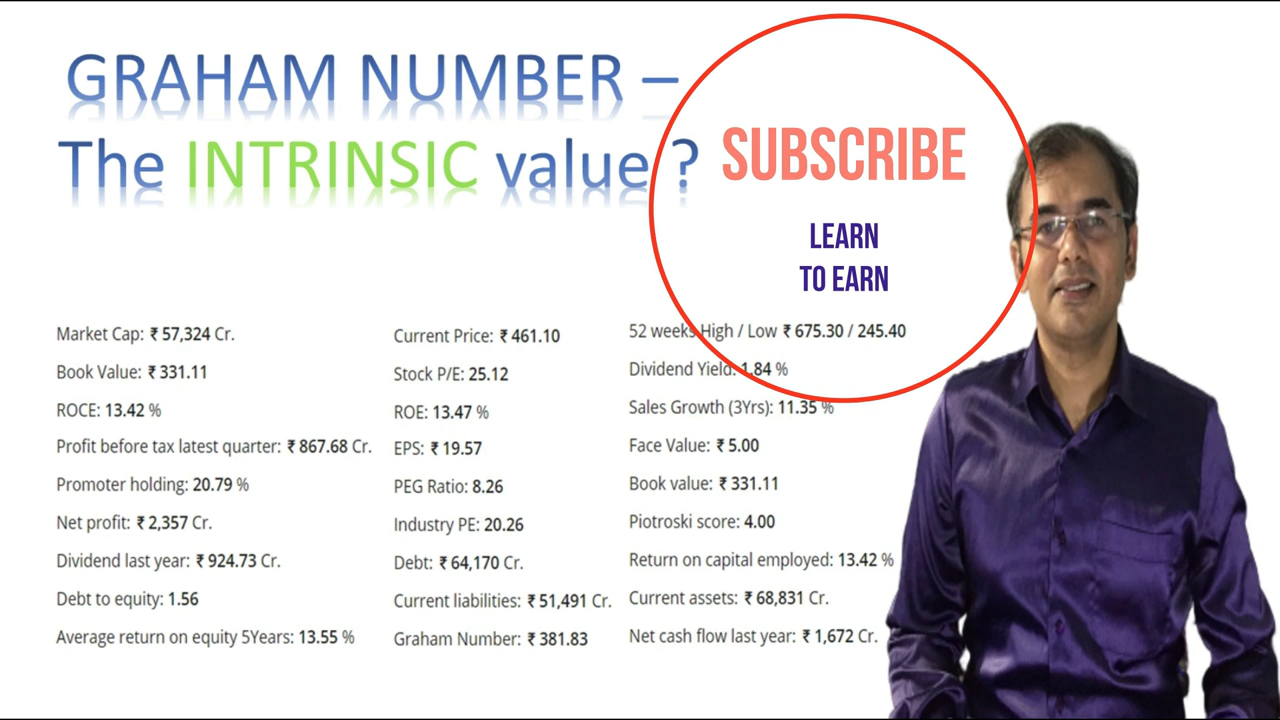 GRAHAM NUMBER –
The INTRINSIC value ?
SUBSCRIBE
LEARN
TO EARN
Market Cap: ₹ 57,324 Cr.
Book Value: ₹ 331.11
ROCE: 13.42 %
Profit before tax latest quarter: ₹ 867.68 Cr.
Promoter holding: 20.79 %
Net profit: ₹ 2,357 Cr.
Dividend last year: ₹ 924.73 Cr.
Debt to equity: 1.56
Average return on equity 5Years: 13.55 %
Current Price: ₹ 461.10
Stock P/E: 25.12
ROE: 13.47 %
EPS: ₹ 19.57
PEG Ratio: 8.26
Industry PE: 20.26
Debt: ₹ 64,170 Cr.
Current liabilities: ₹ 51,491 Cr.
Graham Number: ₹ 381.83
52 weeks High / Low ₹ 675.30 / 245.40
Dividend Yield: 1.84 %
Sales Growth (3Yrs): 11.35 %
Face Value: ₹ 5.00
Book value: ₹ 331.11
Piotroski score: 4.00
Return on capital employed: 13.42 %
Current assets: ₹ 68,831 Cr.
Net cash flow last year: ₹ 1,672 Cr.